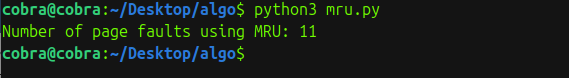 cobra@cobra:~/Desktop/algo$ python3 mru.py
Number of page faults using MRU: 11
cobra@cobra:~/Desktop/algo$